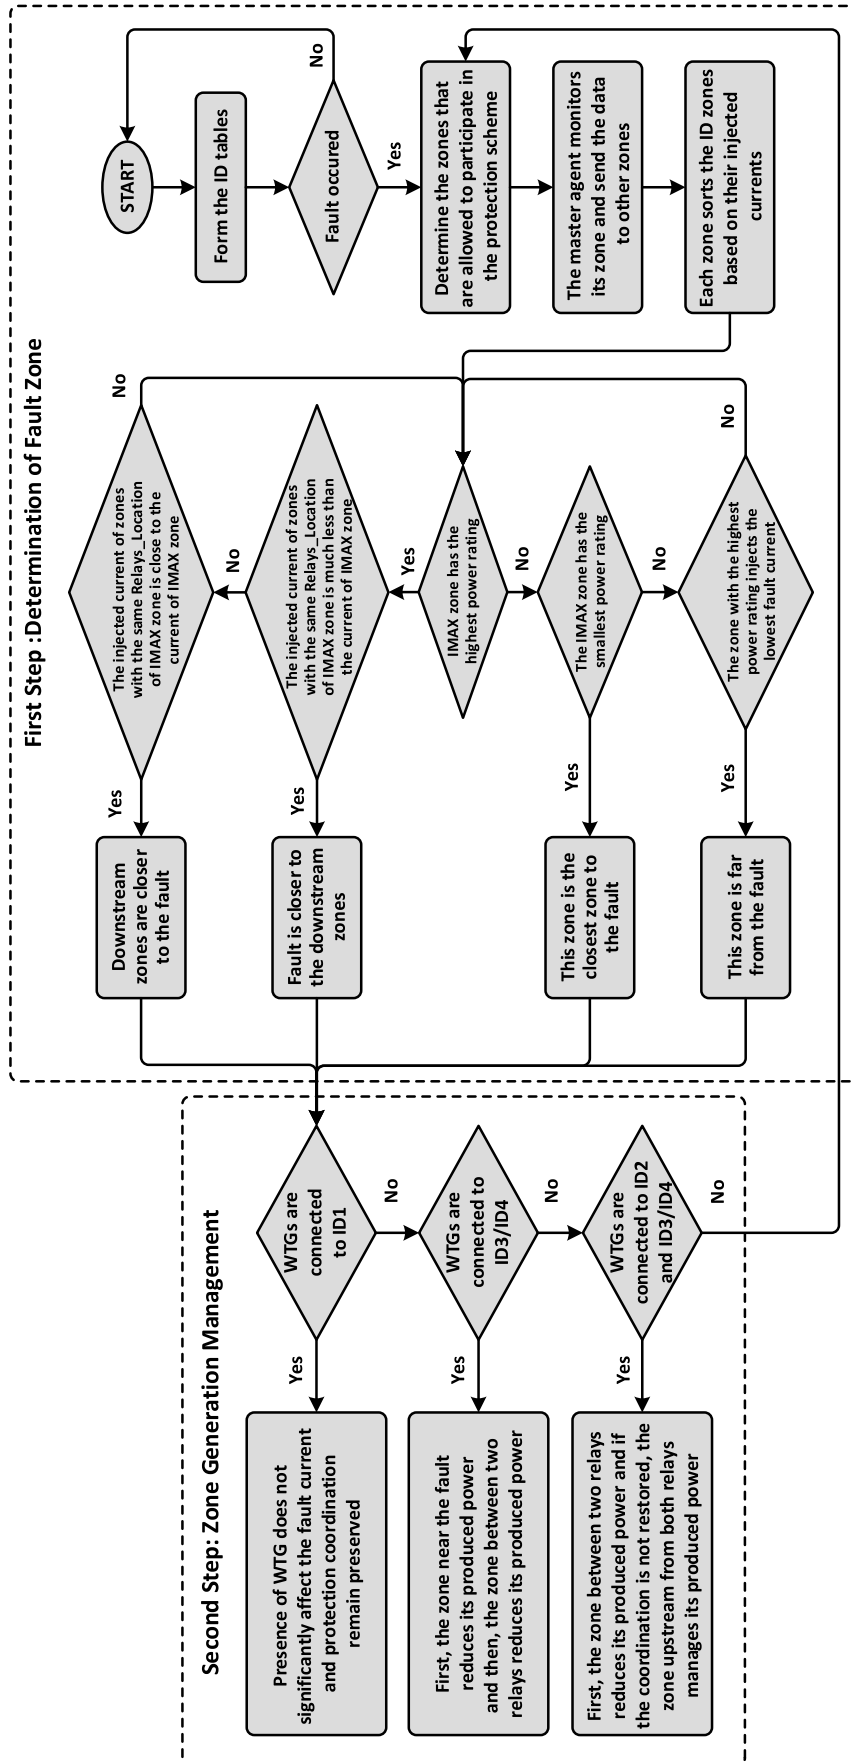 First Step :Determination of Fault Zone
START
Form the ID tables
Fault occured
No
Yes
Determine the zones that
are allowed to participate in
the protection scheme
The master agent monitors
its zone and send the data
to other zones
Each zone sorts the ID zones
based on their injected
currents
The injected current of zones
with the same Relays_Location
of IMAX zone is close to the
current of IMAX zone
No
Yes
No
The injected current of zones
with the same Relays_Location
of IMAX zone is much less than
the current of IMAX zone
Yes
Yes
IMAX zone has the
highest power rating
No
The IMAX zone has the
smallest power rating
Yes
No
The zone with the highest
power rating injects the
lowest fault current
No
Yes
Downstream
zones are closer
to the fault
Fault is closer to
the downstream
zones
This zone is the
closest zone to
the fault
This zone is far
from the fault
Second Step: Zone Generation Management
WTGs are
connected
to ID1
No
Yes
WTGs are
connected to
ID3/ID4
No
Yes
WTGs are
connected to ID2
and ID3/ID4
No
Yes
Presence of WTG does not
significantly affect the fault current
and protection coordination
remain preserved
First, the zone near the fault
reduces its produced power
and then, the zone between two
relays reduces its produced power
First, the zone between two relays
reduces its produced power and if
the coordination is not restored, the
zone upstream from both relays
manages its produced power